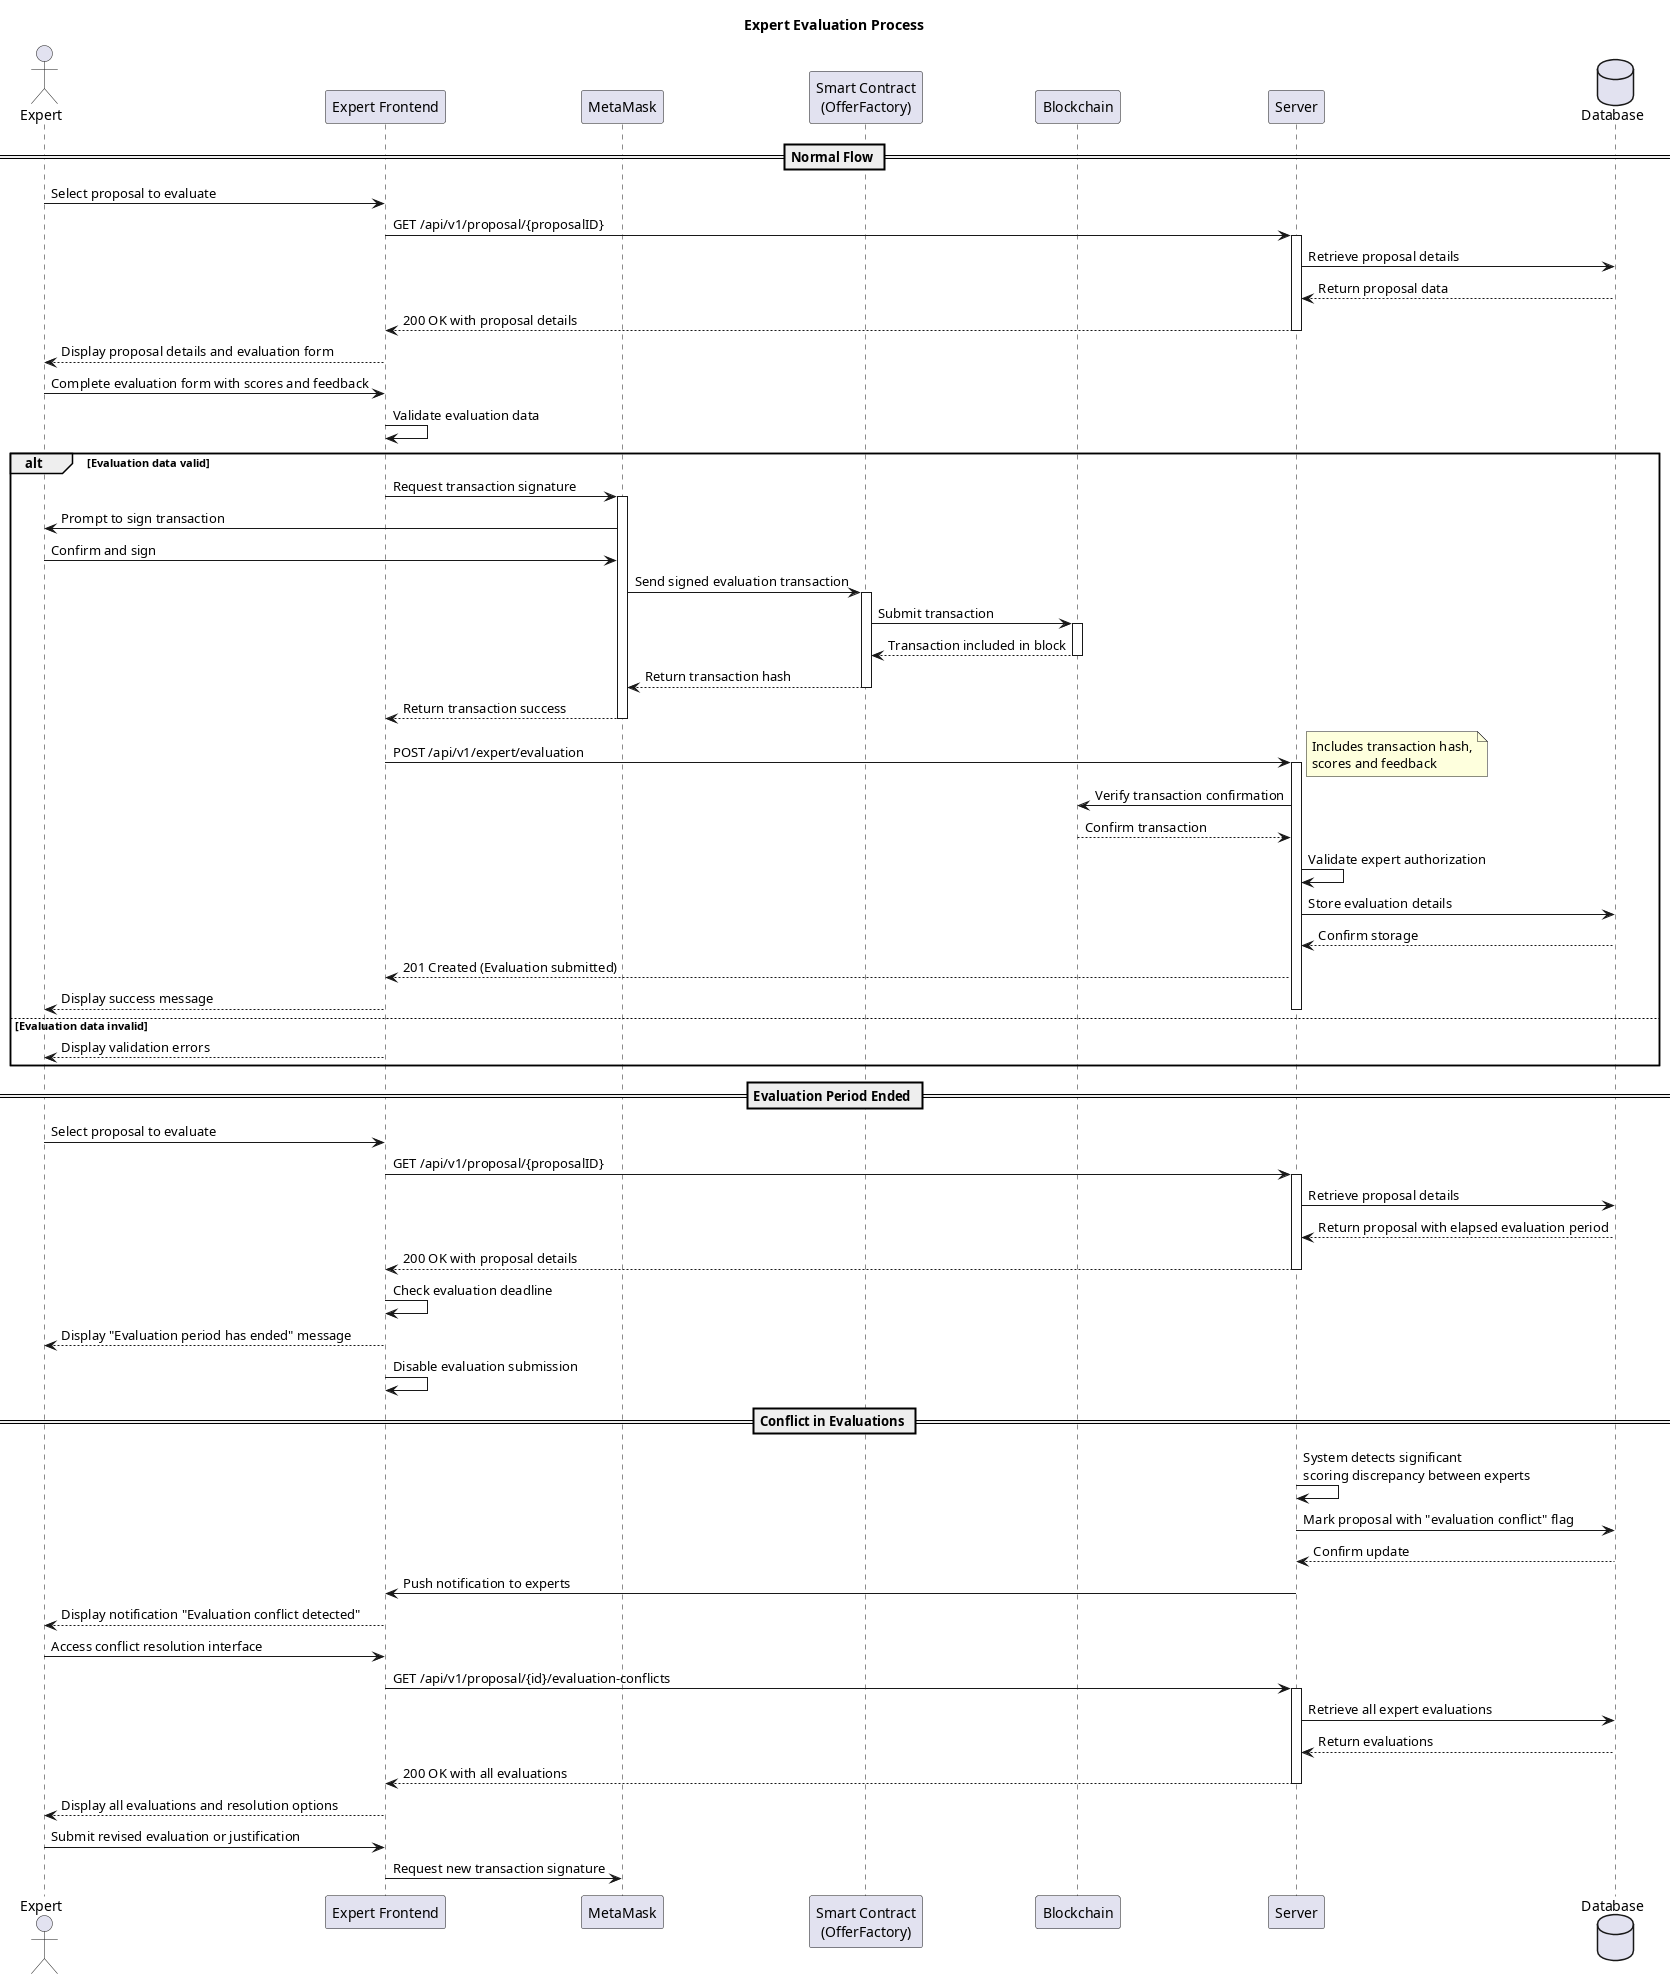 Expert Evaluation Process
Expert
Expert Frontend
MetaMask
Smart Contract
(OfferFactory)
Blockchain
Server
Database
Normal Flow
Select proposal to evaluate
GET /api/v1/proposal/{proposalID}
Retrieve proposal details
Return proposal data
200 OK with proposal details
Display proposal details and evaluation form
Complete evaluation form with scores and feedback
Validate evaluation data
alt
[Evaluation data valid]
Request transaction signature
Prompt to sign transaction
Confirm and sign
Send signed evaluation transaction
Submit transaction
Transaction included in block
Return transaction hash
Return transaction success
POST /api/v1/expert/evaluation
Includes transaction hash,
scores and feedback
Verify transaction confirmation
Confirm transaction
Validate expert authorization
Store evaluation details
Confirm storage
201 Created (Evaluation submitted)
Display success message
[Evaluation data invalid]
Display validation errors
Evaluation Period Ended
Select proposal to evaluate
GET /api/v1/proposal/{proposalID}
Retrieve proposal details
Return proposal with elapsed evaluation period
200 OK with proposal details
Check evaluation deadline
Display "Evaluation period has ended" message
Disable evaluation submission
Conflict in Evaluations
System detects significant
scoring discrepancy between experts
Mark proposal with "evaluation conflict" flag
Confirm update
Push notification to experts
Display notification "Evaluation conflict detected"
Access conflict resolution interface
GET /api/v1/proposal/{id}/evaluation-conflicts
Retrieve all expert evaluations
Return evaluations
200 OK with all evaluations
Display all evaluations and resolution options
Submit revised evaluation or justification
Request new transaction signature
Expert
Expert Frontend
MetaMask
Smart Contract
(OfferFactory)
Blockchain
Server
Database